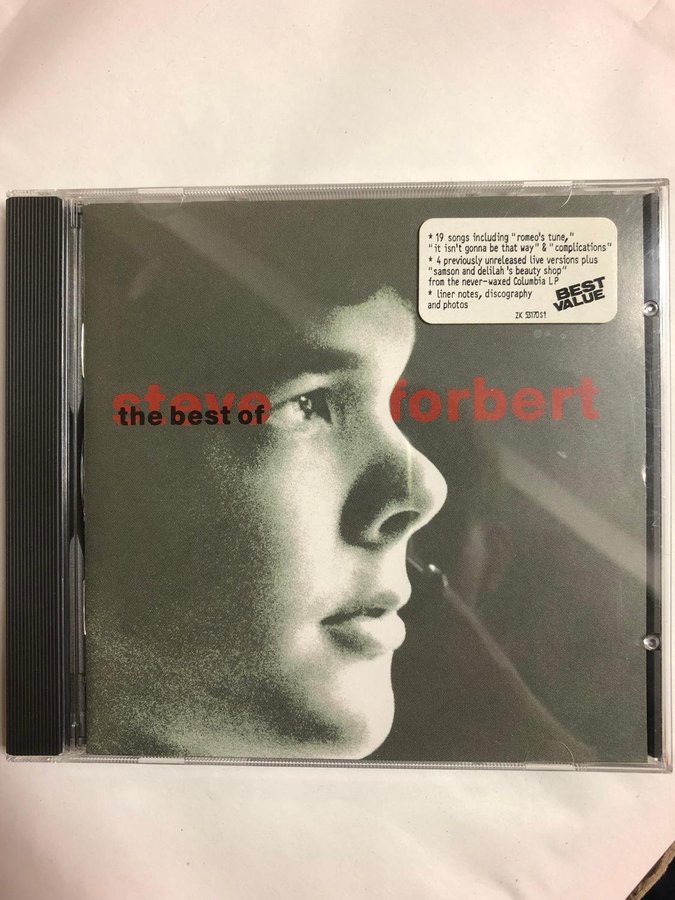 * 19 songs including "romeo's tune,"
"it isn't gonna be that way" & "complications"
* 4 previously unreleased live versions plus
"samson and delilah's beauty shop"
from the never-waxed Columbia LP
* liner notes, discography
and photos
BEST
VALUE
ZK 53170S1
steve forbert
the best of